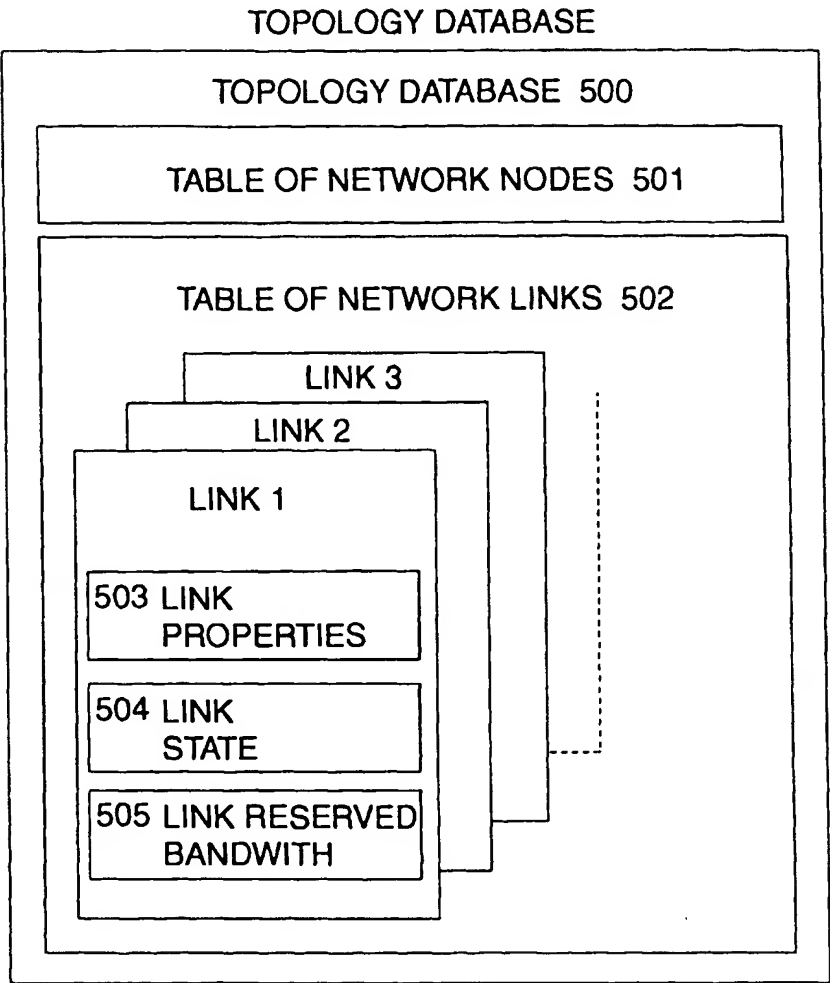 TOPOLOGY DATABASE
TOPOLOGY DATABASE 500
TABLE OF NETWORK NODES 501
TABLE OF NETWORK LINKS 502
LINK 3
LINK 2
LINK 1
503 LINK
PROPERTIES
504 LINK
STATE
505 LINK RESERVED
BANDWITH